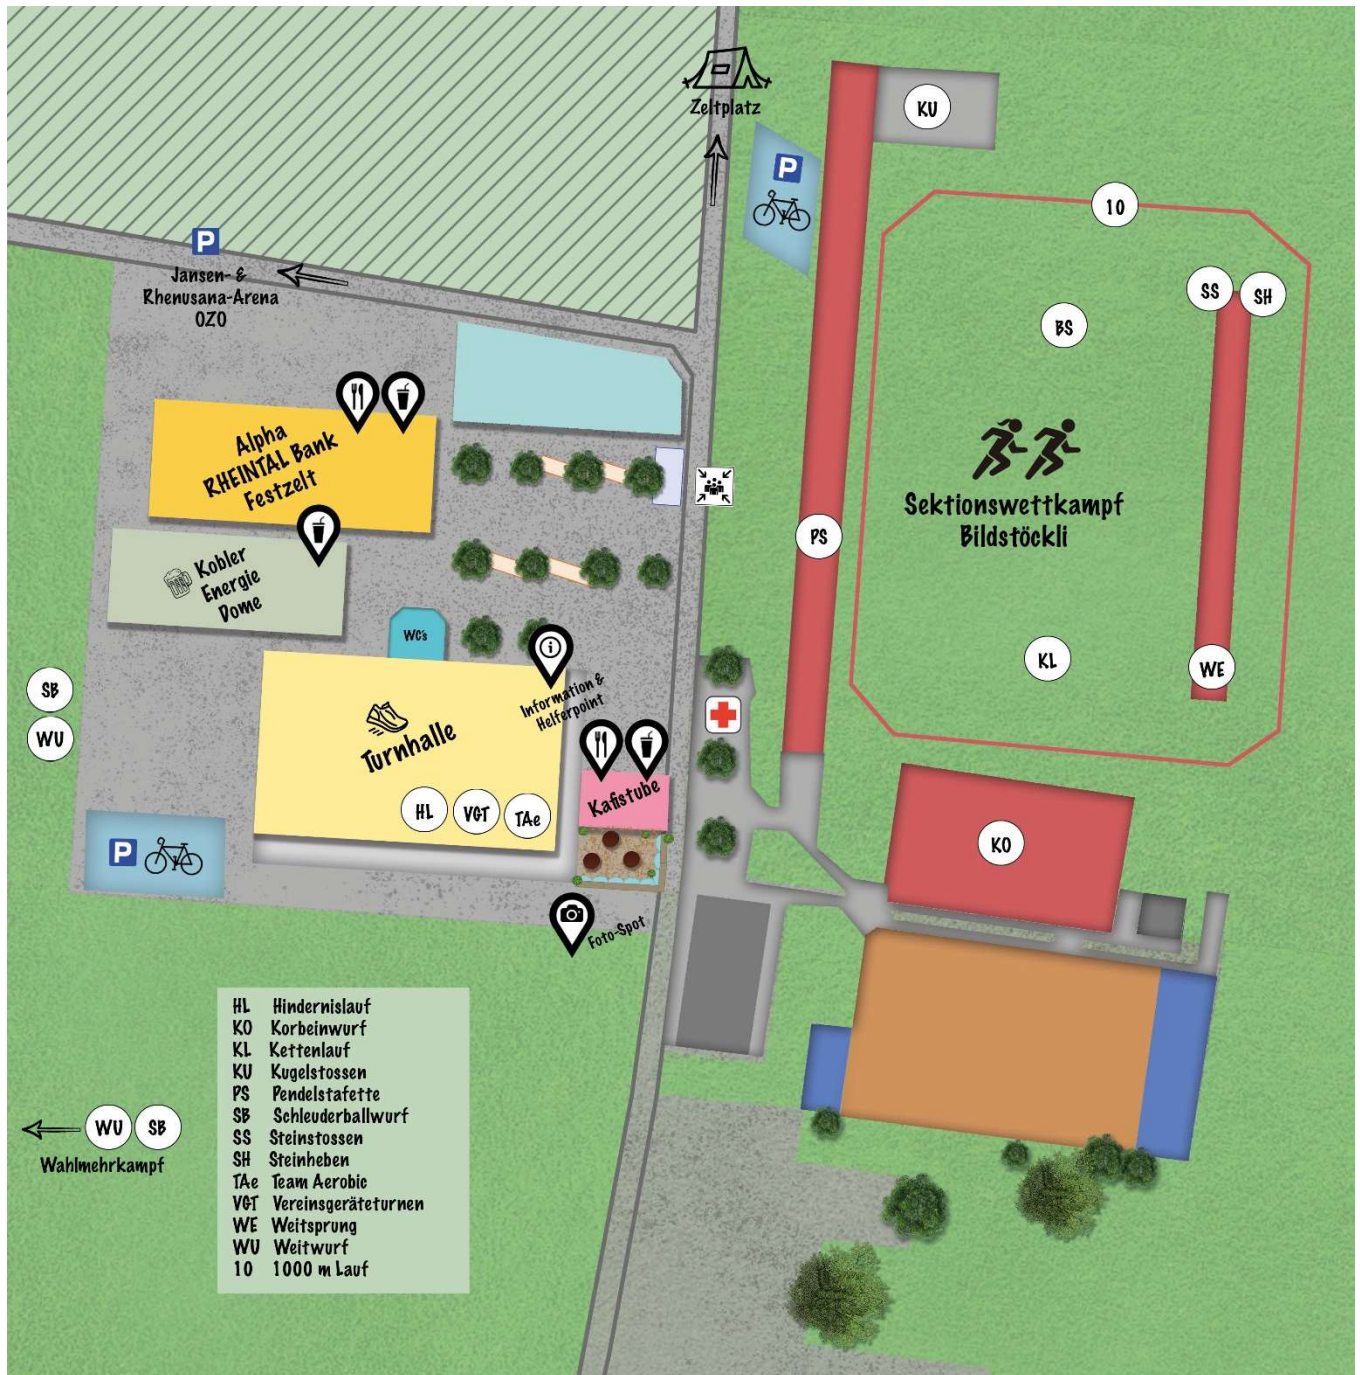 Zeltplatz
KU
P
10
P
Jansen- &
Rhenusana-Arena
OZO
SS
SH
BS
Alpha
RHEINTAL Bank
Festzelt
Sektionswettkampf
Bildstöckli
PS
Kobler
Energie
Dome
WC's
KL
WE
SB
WU
Information &
Helferpoint
Turnhalle
Kafistube
HL
VGT
TAe
P
KO
Foto-Spot
HL Hindernislauf
KO Korbeinwurf
KL Kettenlauf
KU Kugelstossen
PS Pendelstafette
SB Schleuderballwurf
SS Steinstossen
SH Steinheben
TAe Team Aerobic
VGT Vereinsgeräteturnen
WE Weitsprung
WU Weitwurf
10 1000 m Lauf
WU
SB
Wahlmehrkampf